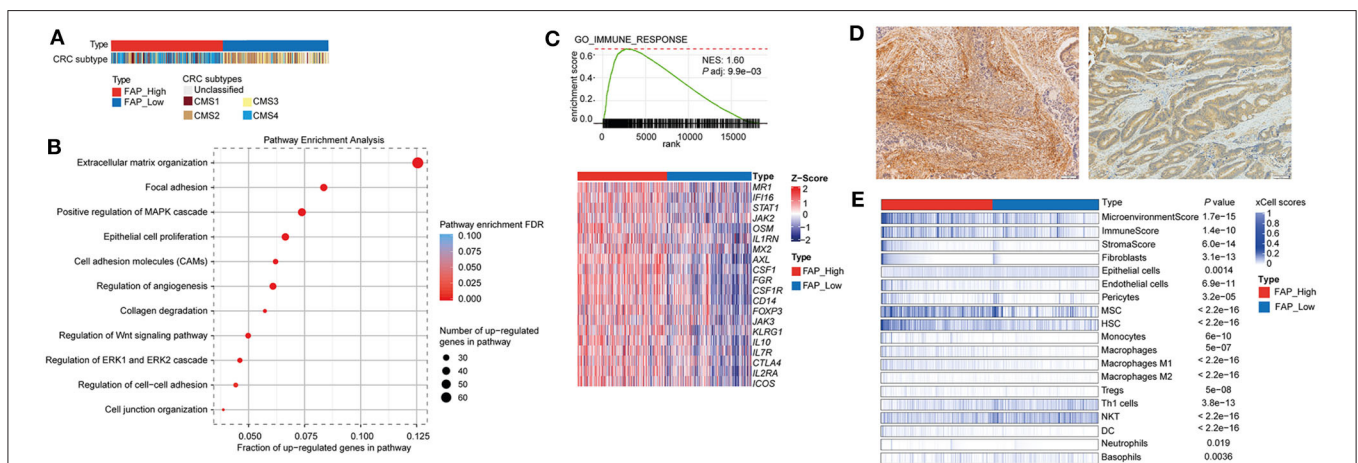 A
Type
CRC subtype
Type
FAP_High
FAP_Low
CRC subtypes
Unclassified
CMS1
CMS3
CMS2
CMS4
B
Pathway Enrichment Analysis
Extracellular matrix organization
Focal adhesion
Positive regulation of MAPK cascade
Epithelial cell proliferation
Cell adhesion molecules (CAMs)
Regulation of angiogenesis
Collagen degradation
Regulation of Wnt signaling pathway
Regulation of ERK1 and ERK2 cascade
Regulation of cell-cell adhesion
Cell junction organization
0.050
0.075
0.100
0.125
Fraction of up-regulated genes in pathway
Pathway enrichment FDR
0.100
0.075
0.050
0.025
0.000
Number of up-regulated
genes in pathway
30
40
50
60
C
GO_IMMUNE_RESPONSE
NES: 1.60
P adj: 9.9e-03
enrichment score
0.6
0.4
0.2
0.0
0
5000
10000
15000
rank
Type
MR1
IFI16
STAT1
JAK2
OSM
IL1RN
MX2
AXL
CSF1
FGR
CSF1R
CD14
FOXP3
JAK3
KLRG1
IL10
IL7R
CTLA4
IL2RA
ICOS
Z-Score
2
1
0
-1
-2
Type
FAP_High
FAP_Low
D
E
Type P value
MicroenvironmentScore 1.7e-15
ImmuneScore 1.4e-10
StromaScore 6.0e-14
Fibroblasts 3.1e-13
Epithelial cells 0.0014
Endothelial cells 6.9e-11
Pericytes 3.2e-05
MSC < 2.2e-16
HSC < 2.2e-16
Monocytes 6e-10
Macrophages 5e-07
Macrophages M1 < 2.2e-16
Macrophages M2 < 2.2e-16
Tregs 5e-08
Th1 cells 3.8e-13
NKT < 2.2e-16
DC < 2.2e-16
Neutrophils 0.019
Basophils 0.0036
xCell scores
1
0.8
0.6
0.4
0.2
0
Type
FAP_High
FAP_Low